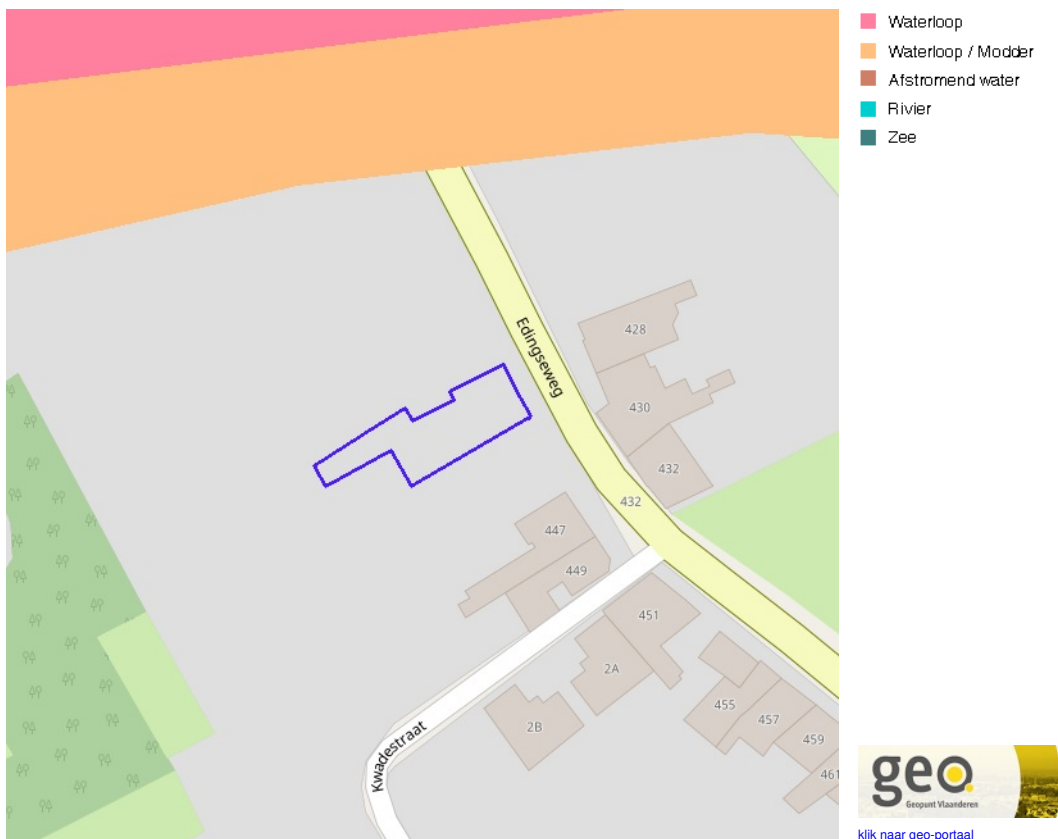 Waterloop
Waterloop / Modder
Afstromend water
Rivier
Zee
Edingseweg
428
430
432
432
447
449
451
2A
2B
455
457
459
461
Kwadestraat
geo.
Geopunt Vlaanderen
klik naar geo-portaal